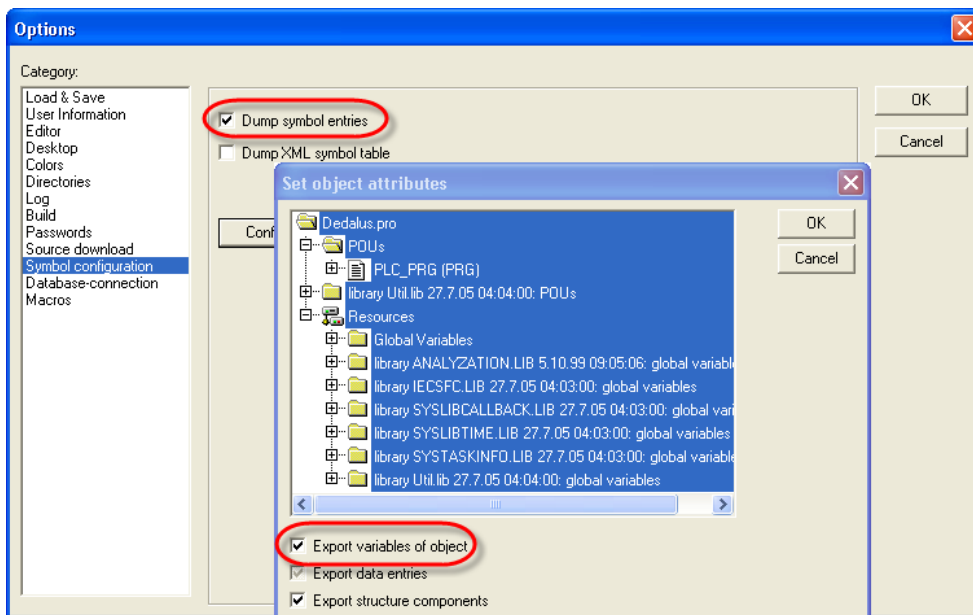 Options
Category:
Load & Save
User Information
Editor
Desktop
Colors
Directories
Log
Build
Passwords
Source download
Symbol configuration
Database-connection
Macros
Dump symbol entries
Dump XML symbol table
Conf
OK
Cancel
Set object attributes
Dedalus.pro
POUs
PLC_PRG (PRG)
library Util.lib 27.7.05 04:04:00: POUs
Resources
Global Variables
library ANALYZATION.LIB 5.10.99 09:05:06: global variabl
library IECSFC.LIB 27.7.05 04:03:00: global variables
library SYSLIBCALLBACK.LIB 27.7.05 04:03:00: global vari
library SYSLIBTIME.LIB 27.7.05 04:03:00: global variables
library SYSTASKINFO.LIB 27.7.05 04:03:00: global variable
library Util.lib 27.7.05 04:04:00: global variables
OK
Cancel
Export variables of object
Export data entries
Export structure components